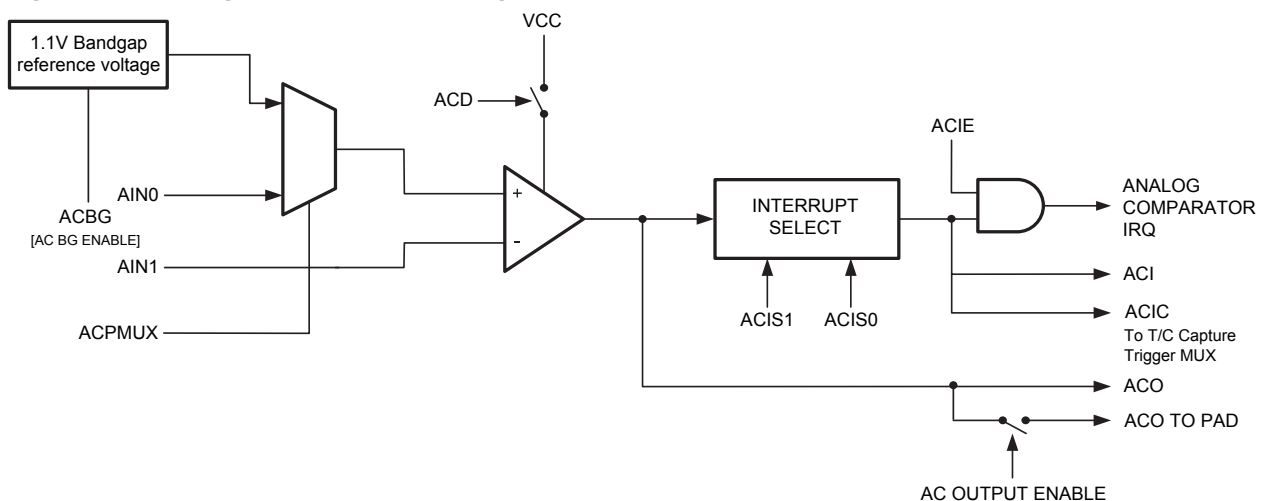 VCC
1.1V Bandgap
reference voltage
ACD
ACIE
AIN0
ACBG
[AC BG ENABLE]
AIN1
ACPMUX
+
-
INTERRUPT
SELECT
ACIS1
ACIS0
ANALOG
COMPARATOR
IRQ
ACI
ACIC
To T/C Capture
Trigger MUX
ACO
ACO TO PAD
AC OUTPUT ENABLE